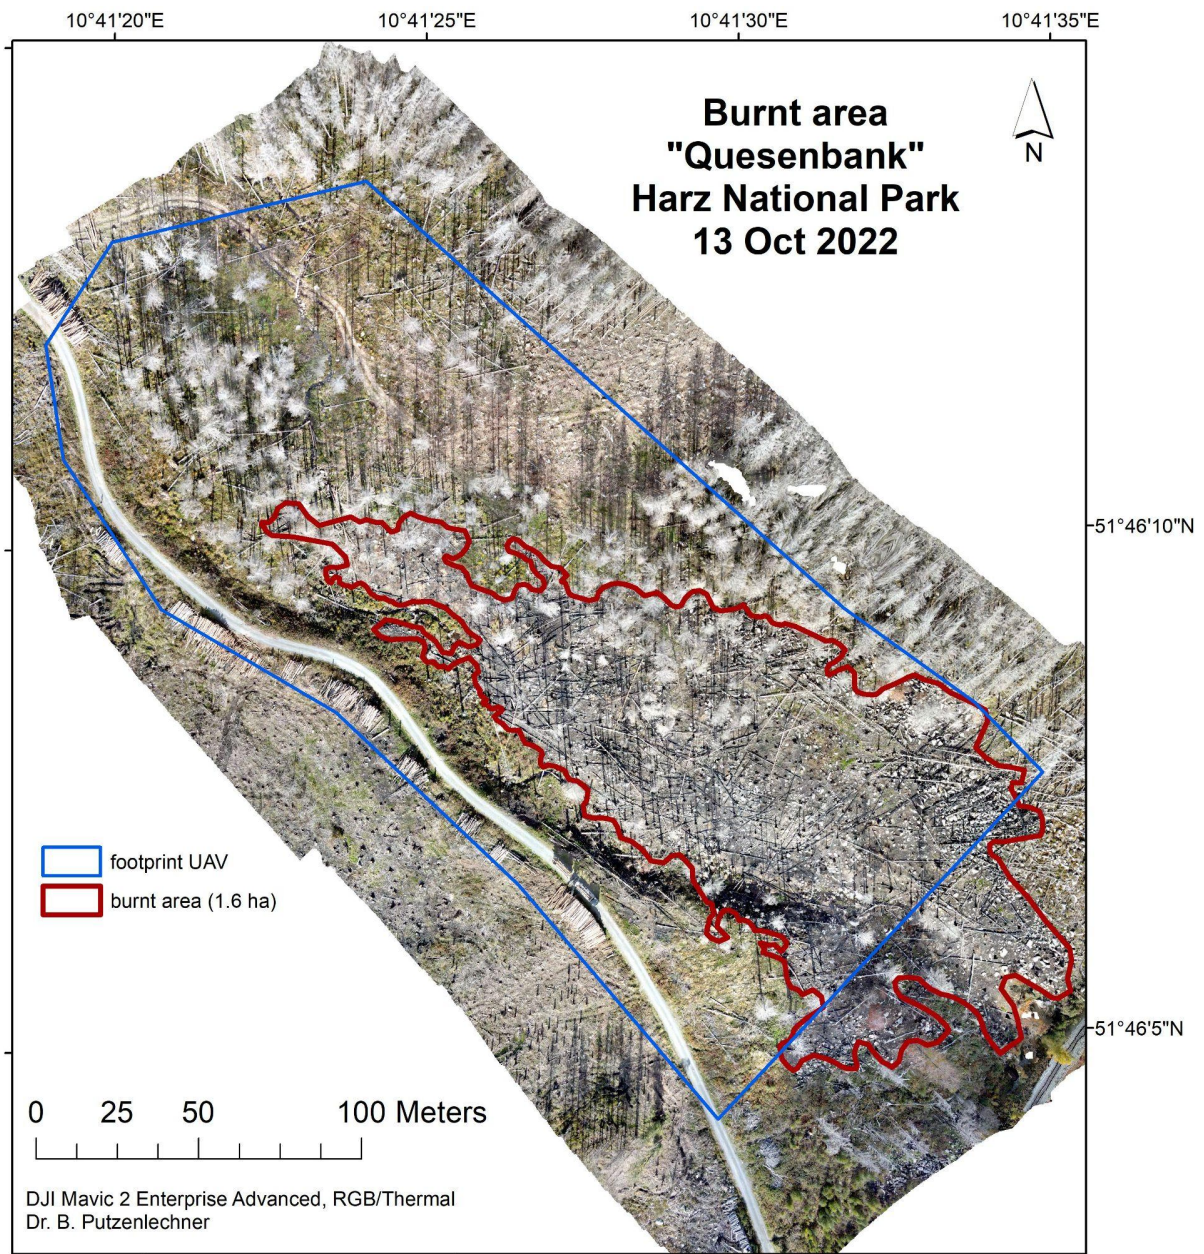 10°41'20"E 10°41'25"E 10°41'30"E 10°41'35"E
Burnt area
"Quesenbank"
Harz National Park
13 Oct 2022
N
51°46'10"N
footprint UAV
burnt area (1.6 ha)
51°46'5"N
0 25 50 100 Meters
DJI Mavic 2 Enterprise Advanced, RGB/Thermal
Dr. B. Putzenlechner